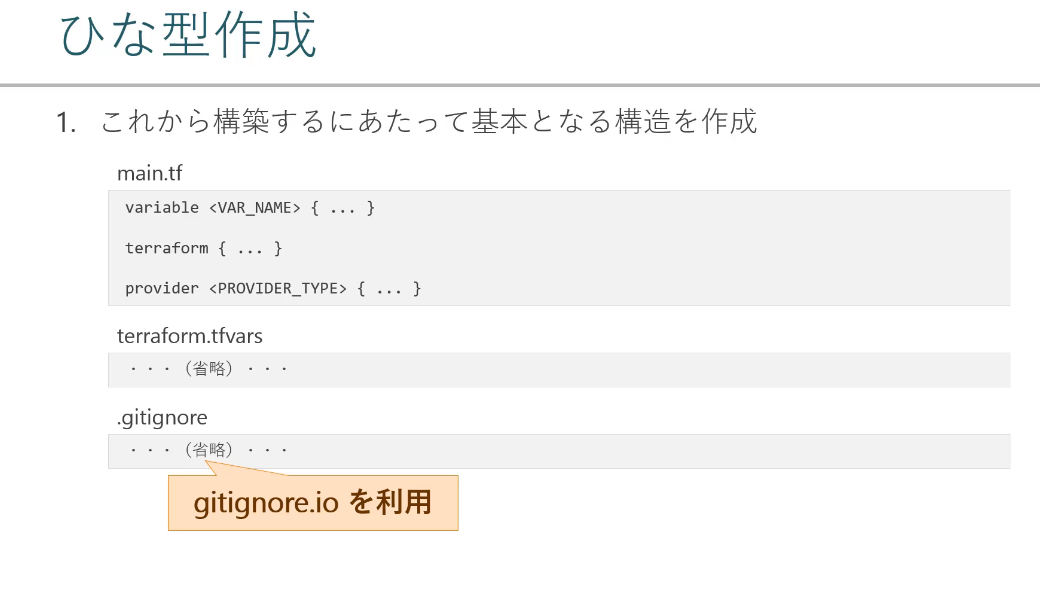 ひな型作成
1. これから構築するにあたって基本となる構造を作成
main.tf
variable <VAR_NAME> { ... }
terraform { ... }
provider <PROVIDER_TYPE> { ... }
terraform.tfvars
・・・（省略）・・・
.gitignore
・・・（省略）・・・
gitignore.io を利用